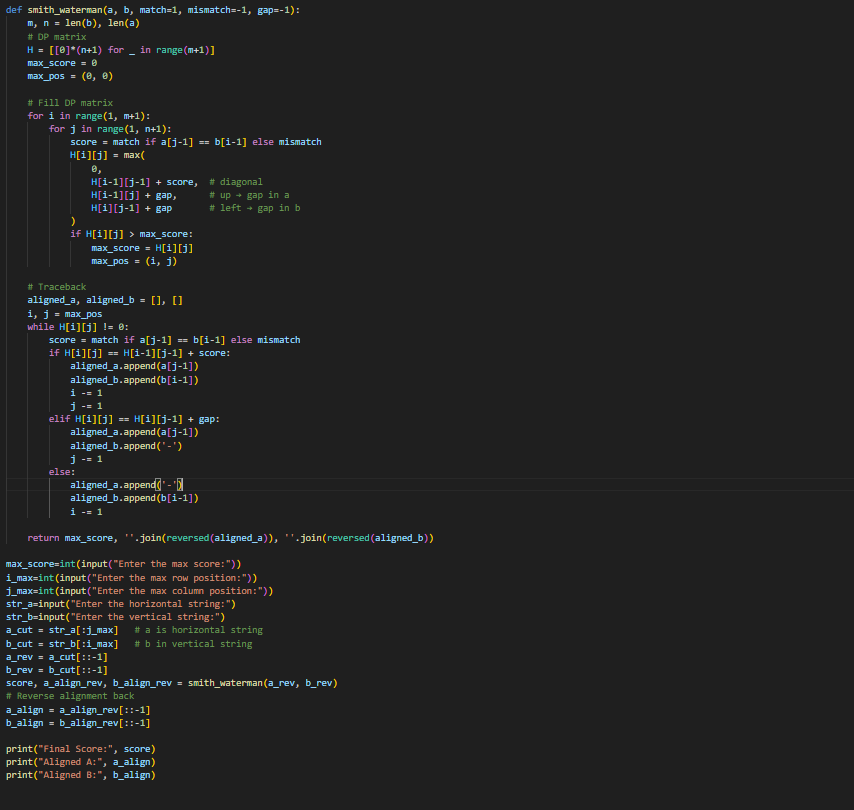 def smith_waterman(a, b, match=1, mismatch=-1, gap=-1):
    m, n = len(b), len(a)
    # DP matrix
    H = [[0]*(n+1) for _ in range(m+1)]
    max_score = 0
    max_pos = (0, 0)

    # Fill DP matrix
    for i in range(1, m+1):
        for j in range(1, n+1):
            score = match if a[j-1] == b[i-1] else mismatch
            H[i][j] = max(
                0,
                H[i-1][j-1] + score,  # diagonal
                H[i-1][j] + gap,      # up → gap in a
                H[i][j-1] + gap       # left → gap in b
            )
            if H[i][j] > max_score:
                max_score = H[i][j]
                max_pos = (i, j)

    # Traceback
    aligned_a, aligned_b = [], []
    i, j = max_pos
    while H[i][j] != 0:
        score = match if a[j-1] == b[i-1] else mismatch
        if H[i][j] == H[i-1][j-1] + score:
            aligned_a.append(a[j-1])
            aligned_b.append(b[i-1])
            i -= 1
            j -= 1
        elif H[i][j] == H[i][j-1] + gap:
            aligned_a.append(a[j-1])
            aligned_b.append('-')
            j -= 1
        else:
            aligned_a.append('-')
            aligned_b.append(b[i-1])
            i -= 1

    return max_score, ''.join(reversed(aligned_a)), ''.join(reversed(aligned_b))

max_score=int(input("Enter the max score:"))
i_max=int(input("Enter the max row position:"))
j_max=int(input("Enter the max column position:"))
str_a=input("Enter the horizontal string:")
str_b=input("Enter the vertical string:")
a_cut = str_a[:j_max]   # a is horizontal string
b_cut = str_b[:i_max]   # b in vertical string
a_rev = a_cut[::-1]
b_rev = b_cut[::-1]
score, a_align_rev, b_align_rev = smith_waterman(a_rev, b_rev)
# Reverse alignment back
a_align = a_align_rev[::-1]
b_align = b_align_rev[::-1]

print("Final Score:", score)
print("Aligned A:", a_align)
print("Aligned B:", b_align)